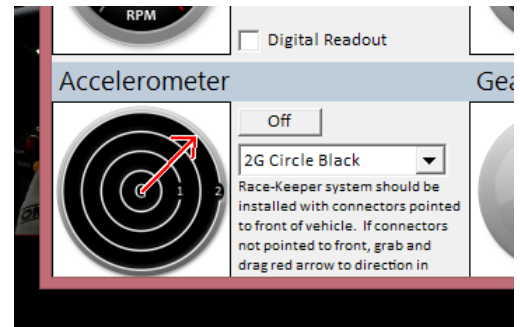 RPM
Digital Readout
Accelerometer
Gea
Off
2G Circle Black
G 1 2
Race-Keeper system should be
installed with connectors pointed
to front of vehicle. If connectors
not pointed to front, grab and
drag red arrow to direction in